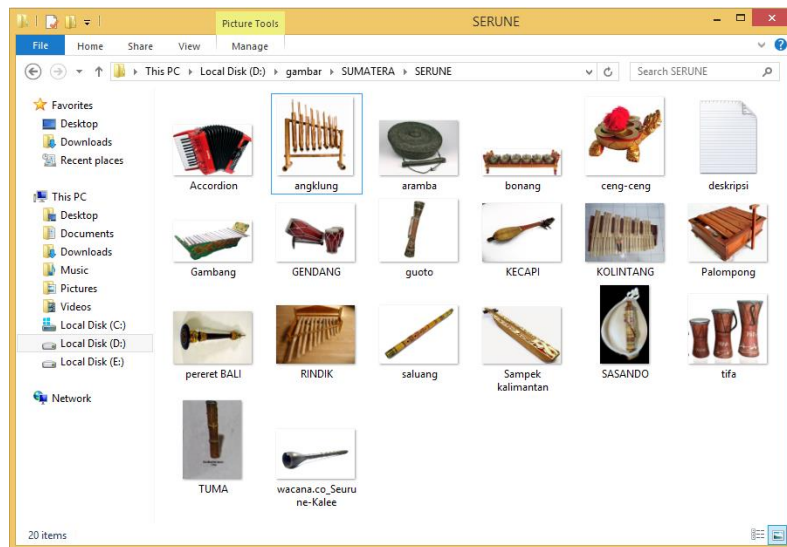 Picture Tools
SERUNE
File
Home
Share
View
Manage
This PC
Local Disk (D:)
gambar
SUMATERA
SERUNE
Search SERUNE
Favorites
Desktop
Downloads
Recent places
This PC
Desktop
Documents
Downloads
Music
Pictures
Videos
Local Disk (C:)
Local Disk (D:)
Local Disk (E:)
Network
Accordion
angklung
aramba
bonang
ceng-ceng
deskripsi
Gambang
GENDANG
guoto
KECAPI
KOLINTANG
Palompong
pereret BALI
RINDIK
saluang
Sampek
kalimantan
SASANDO
tifa
TUMA
wacana.co_Seuru
ne-Kalee
20 items